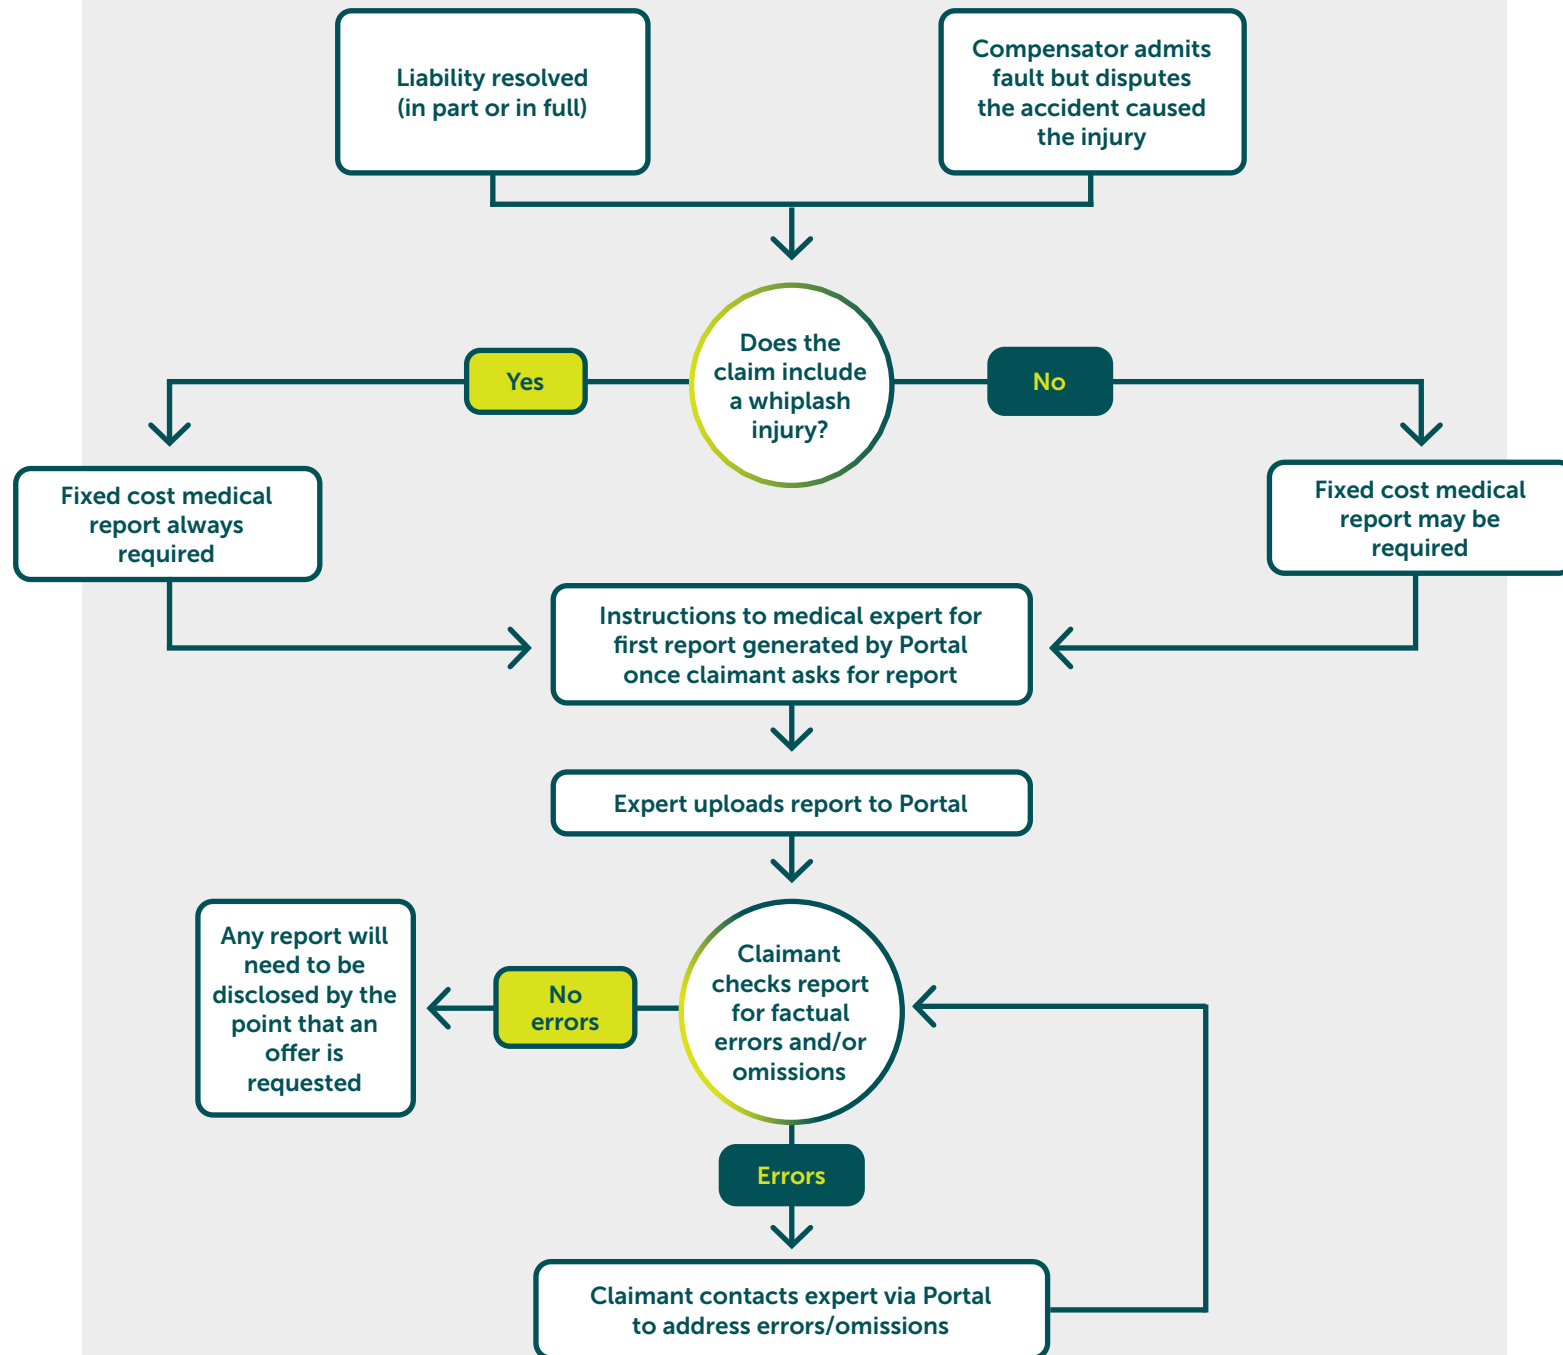 Liability resolved
(in part or in full)
Compensator admits
fault but disputes
the accident caused
the injury
Does the
claim include
a whiplash
injury?
Yes
No
Fixed cost medical
report always
required
Fixed cost medical
report may be
required
Instructions to medical expert for
first report generated by Portal
once claimant asks for report
Expert uploads report to Portal
Claimant
checks report
for factual
errors and/or
omissions
No
errors
Any report will
need to be
disclosed by the
point that an
offer is
requested
Errors
Claimant contacts expert via Portal
to address errors/omissions